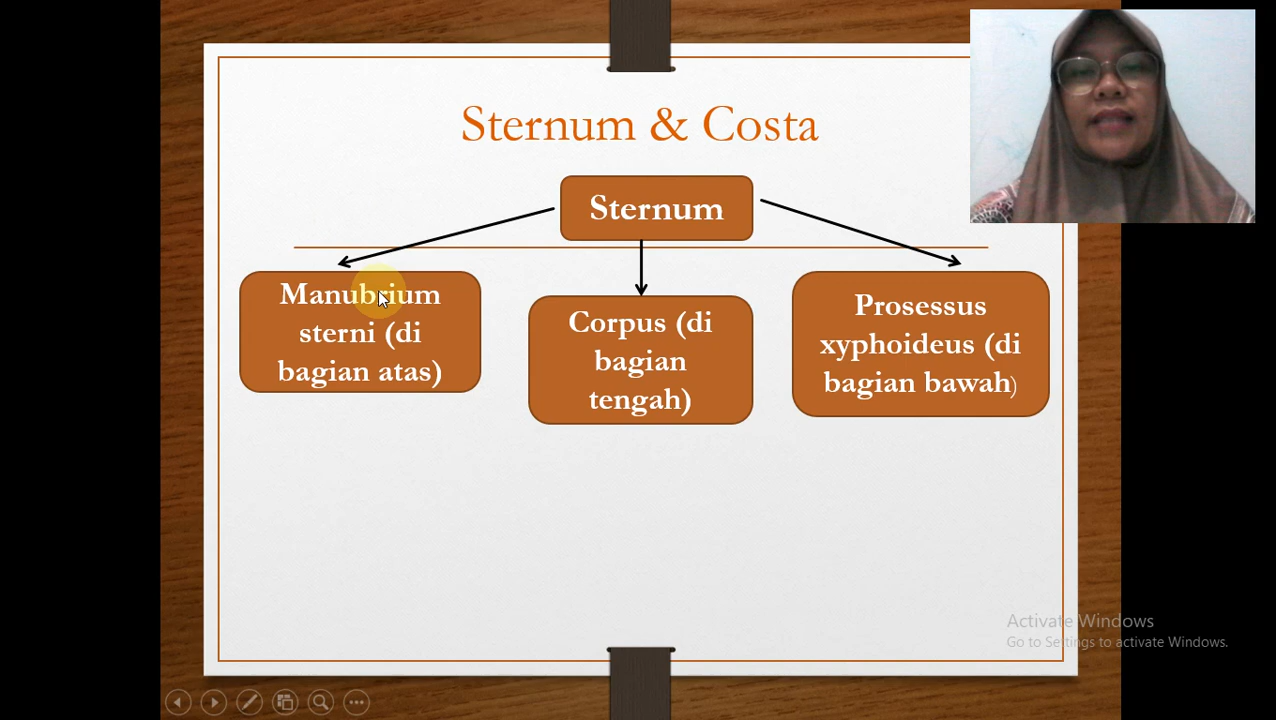 Sternum & Costa
Sternum
Manubrium
sterni (di
bagian atas)
Corpus (di
bagian
tengah)
Prosessus
xyphoideus (di
bagian bawah)
Activate Windows
Go to Settings to activate Windows.